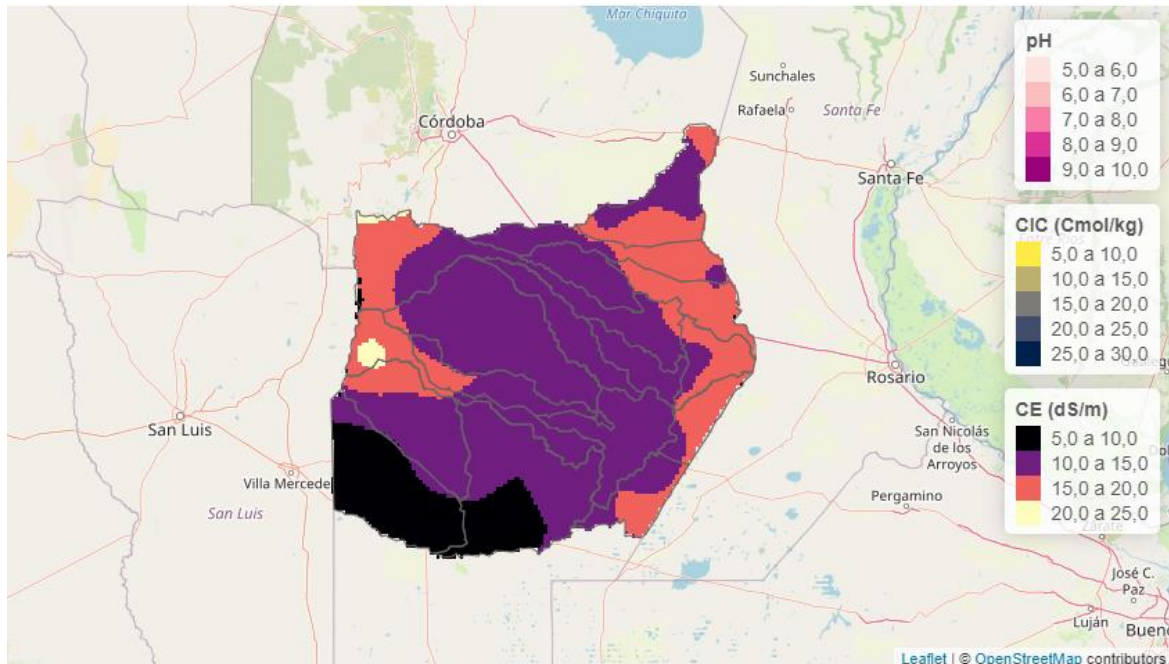 Mar Chiquita
Sunchales
Rafaela
Santa Fe
Córdoba
Santa Fe
Rosario
San Nicolás
de los
Arroyos
Pergamino
San Luis
Villa Mercede
San Luis
José C.
Paz
Luján
Bueno
pH
5,0 a 6,0
6,0 a 7,0
7,0 a 8,0
8,0 a 9,0
9,0 a 10,0
CIC (Cmol/kg)
5,0 a 10,0
10,0 a 15,0
15,0 a 20,0
20,0 a 25,0
25,0 a 30,0
CE (dS/m)
5,0 a 10,0
10,0 a 15,0
15,0 a 20,0
20,0 a 25,0
Zárate
Leaflet | © OpenStreetMap contributors